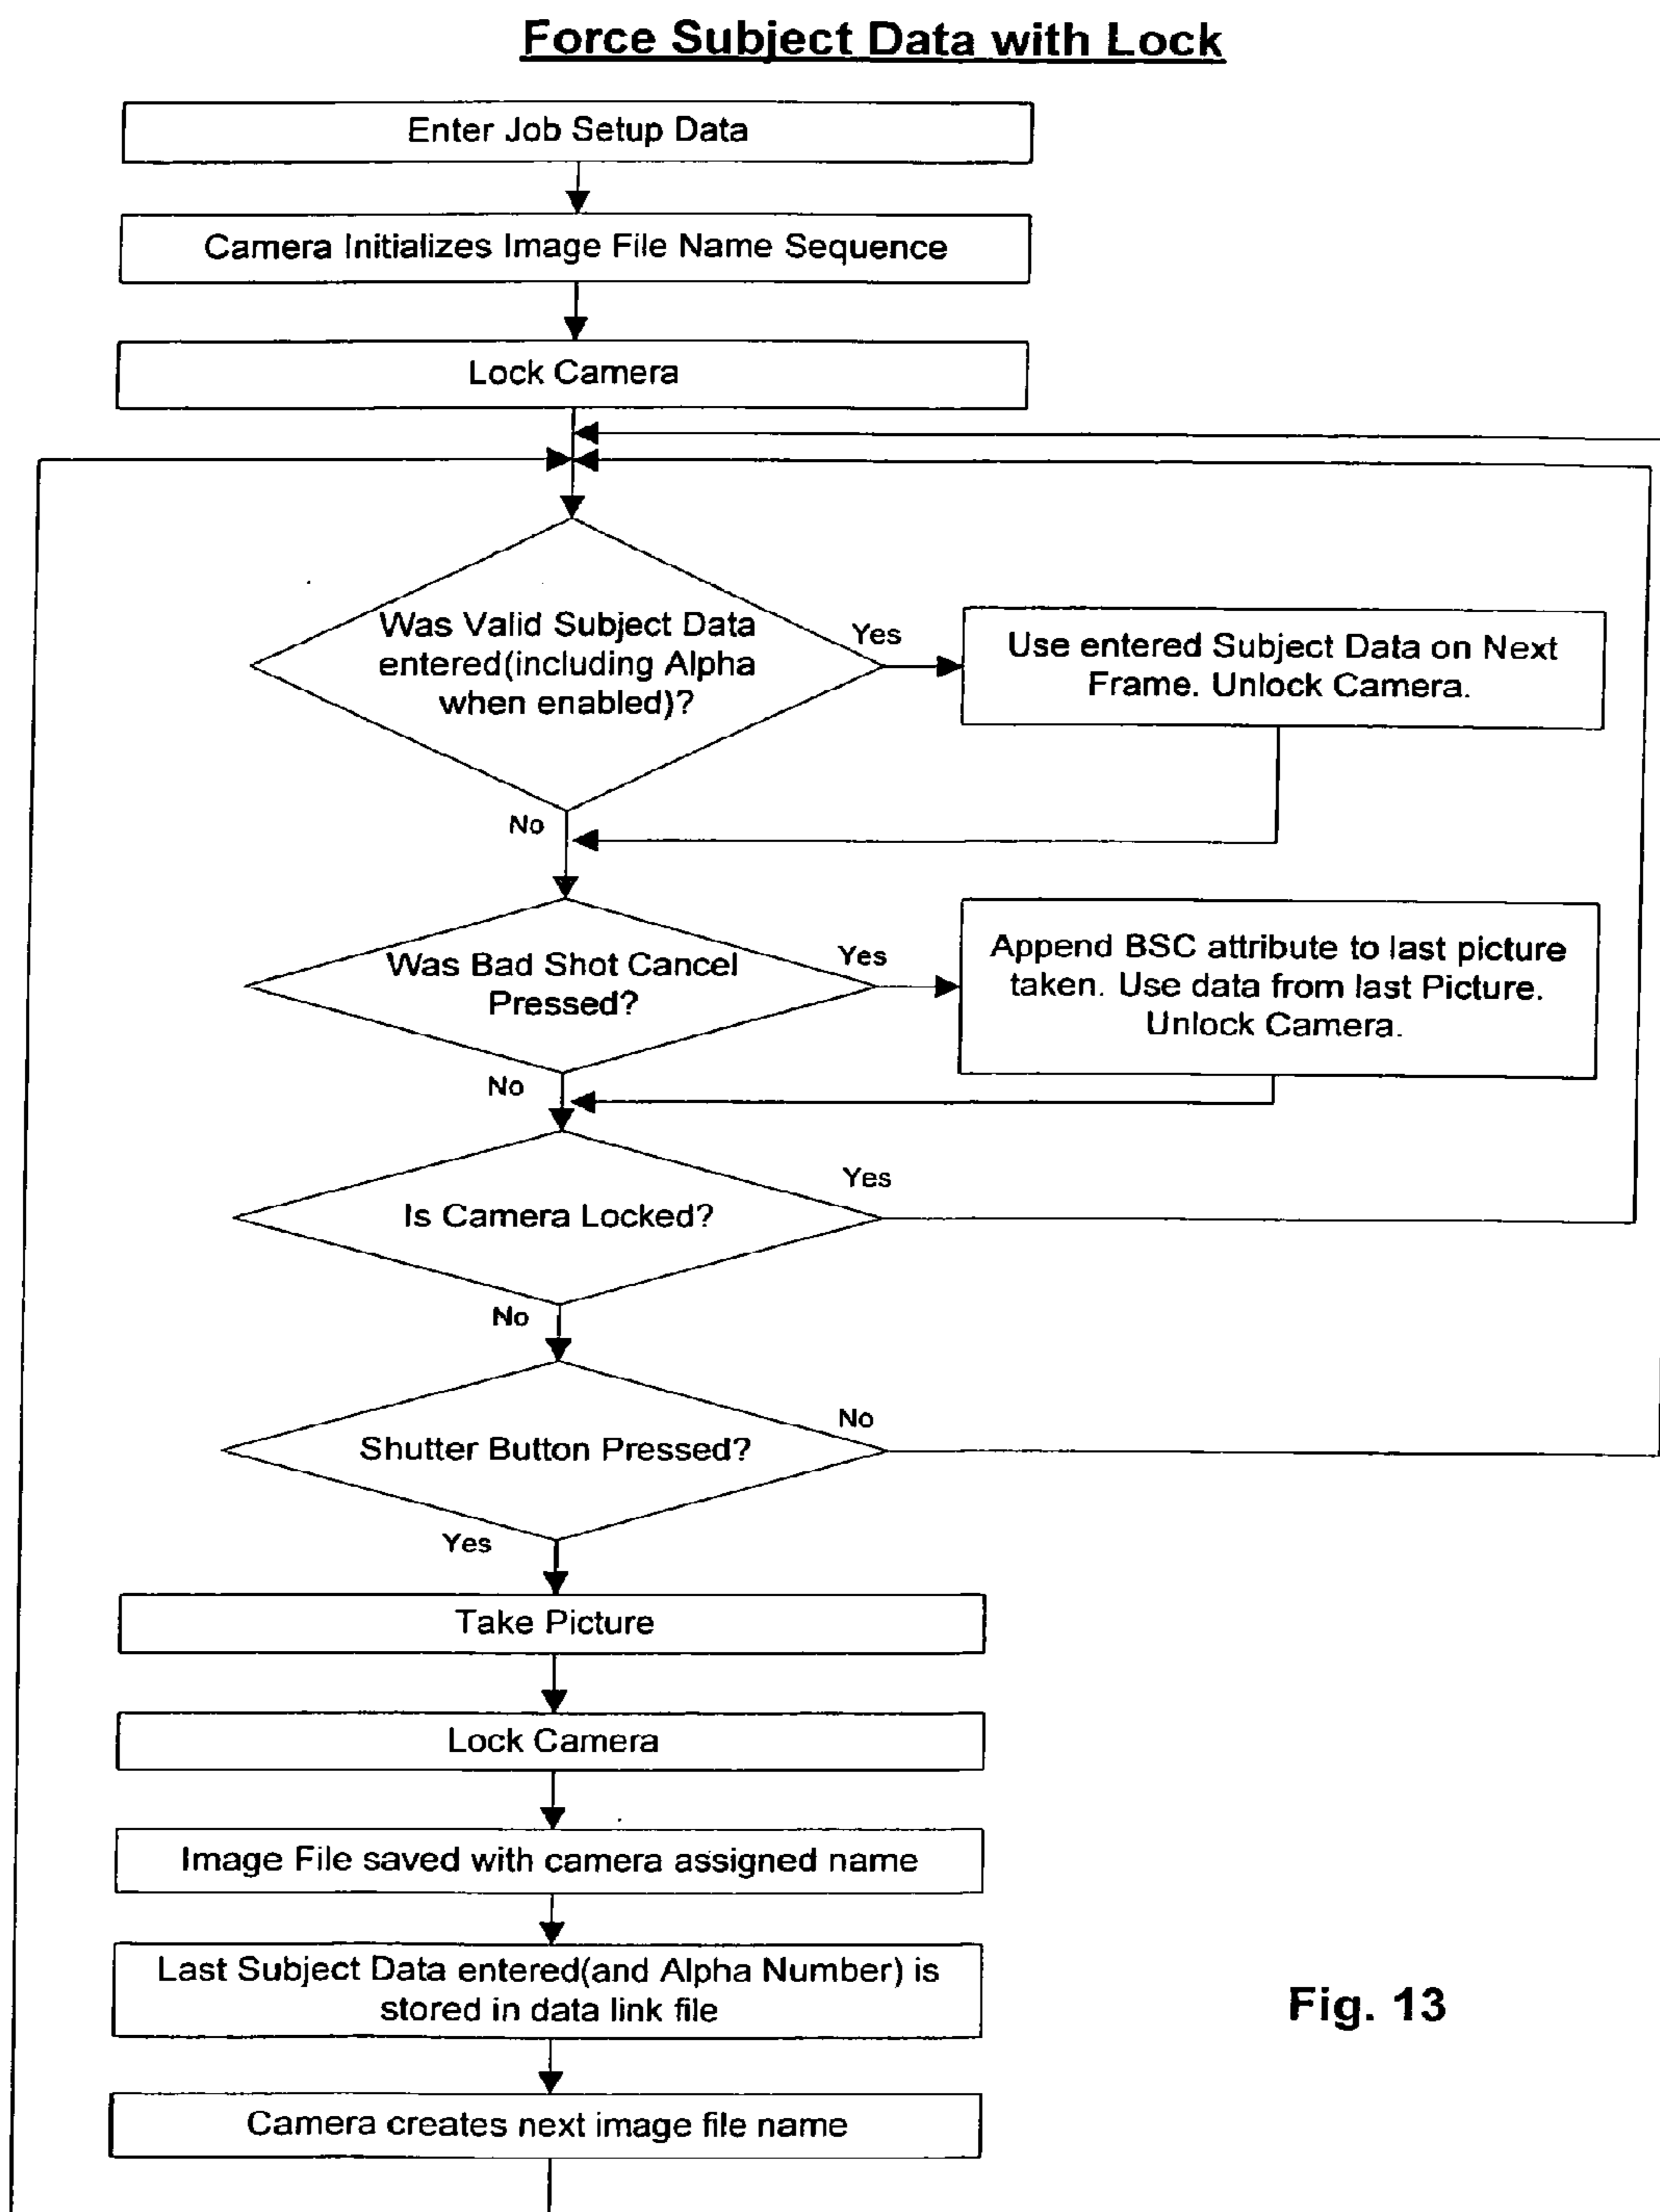 Force Subject Data with Lock
Enter Job Setup Data
Camera Initializes Image File Name Sequence
Lock Camera
Was Valid Subject Data
entered(including Alpha
when enabled)?
Yes
Use entered Subject Data on Next
Frame. Unlock Camera.
No
Was Bad Shot Cancel
Pressed?
Yes
Append BSC attribute to last picture
taken. Use data from last Picture.
Unlock Camera.
No
Is Camera Locked?
Yes
No
Shutter Button Pressed?
No
Yes
Take Picture
Lock Camera
Image File saved with camera assigned name
Last Subject Data entered(and Alpha Number) is
stored in data link file
Camera creates next image file name
Fig. 13